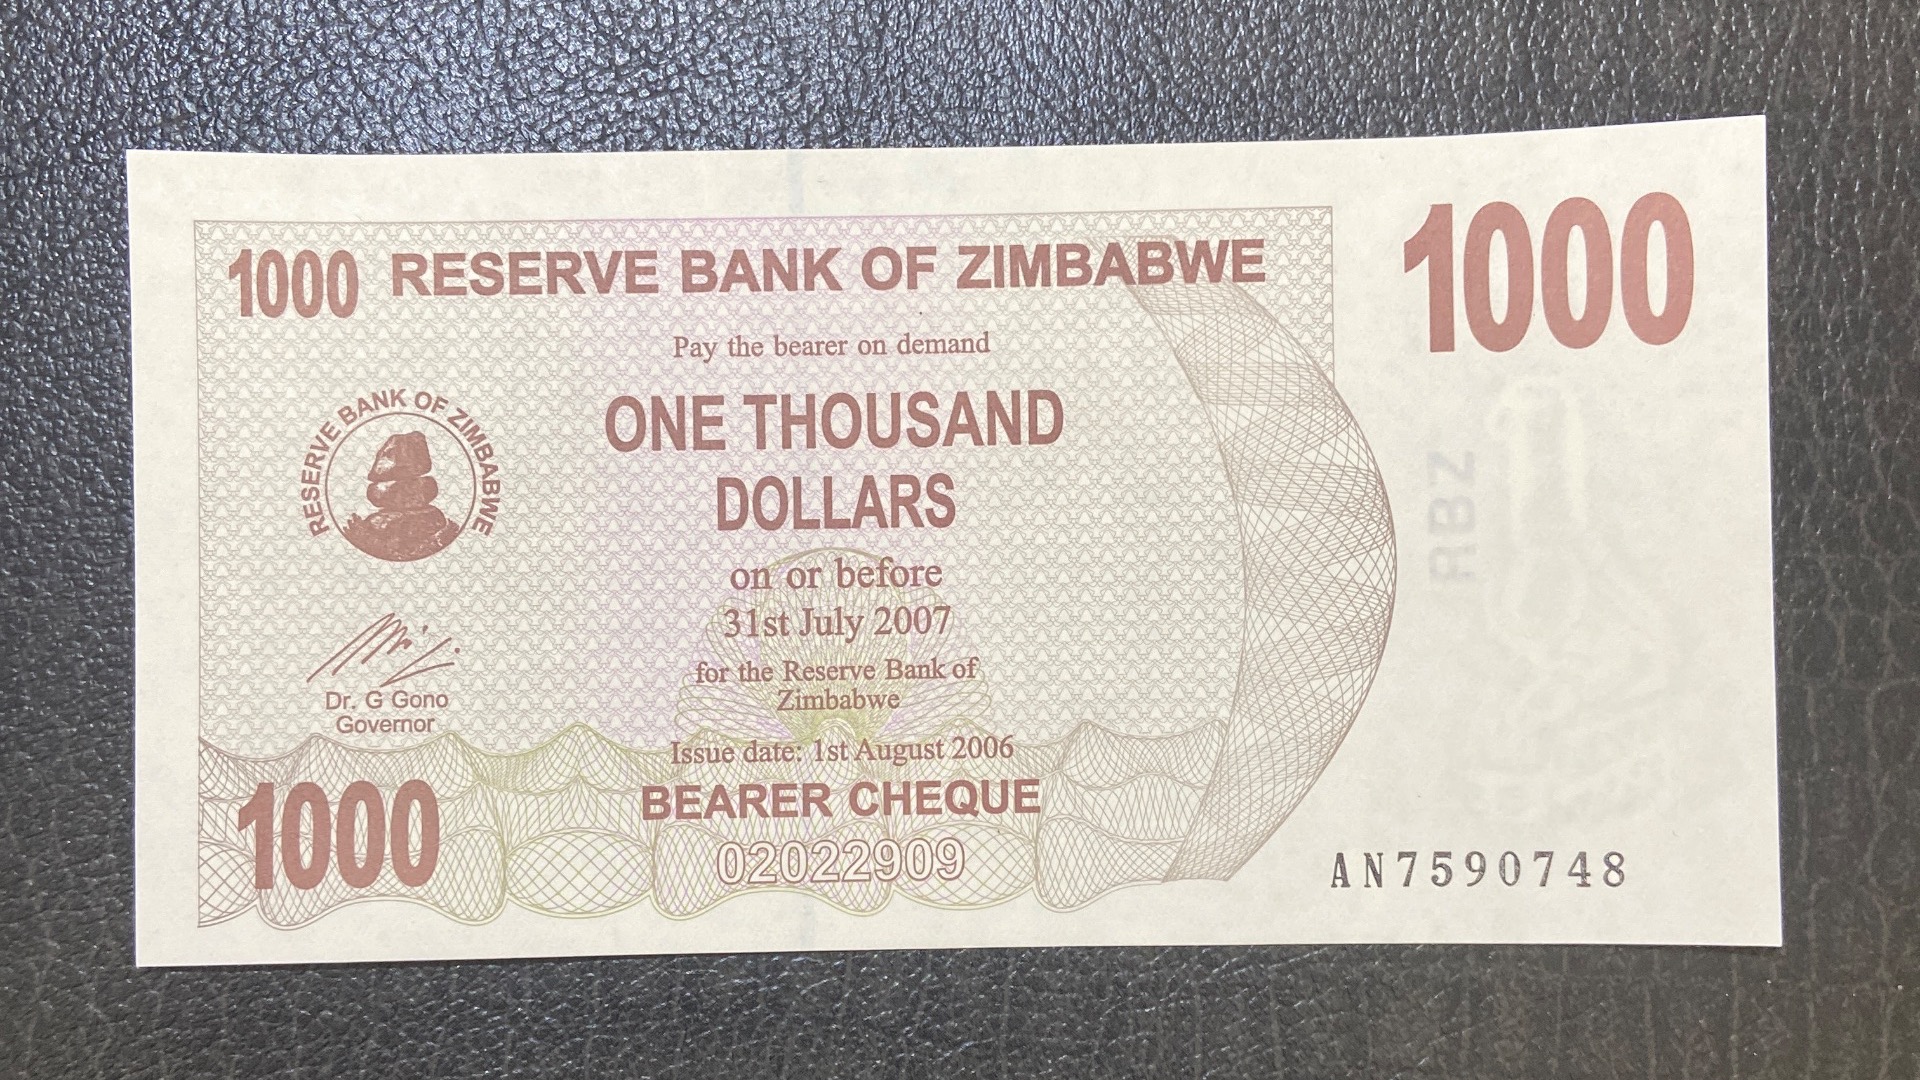 1000 RESERVE BANK OF ZIMBABWE
1000
Pay the bearer on demand
ONE THOUSAND
DOLLARS
RESERVE BANK OF ZIMBABWE
on or before
31st July 2007
for the Reserve Bank of
Zimbabwe
Dr. G Gono
Governor
Issue date: 1st August 2006
BEARER CHEQUE
1000
02022909
AN7590748
RBZ